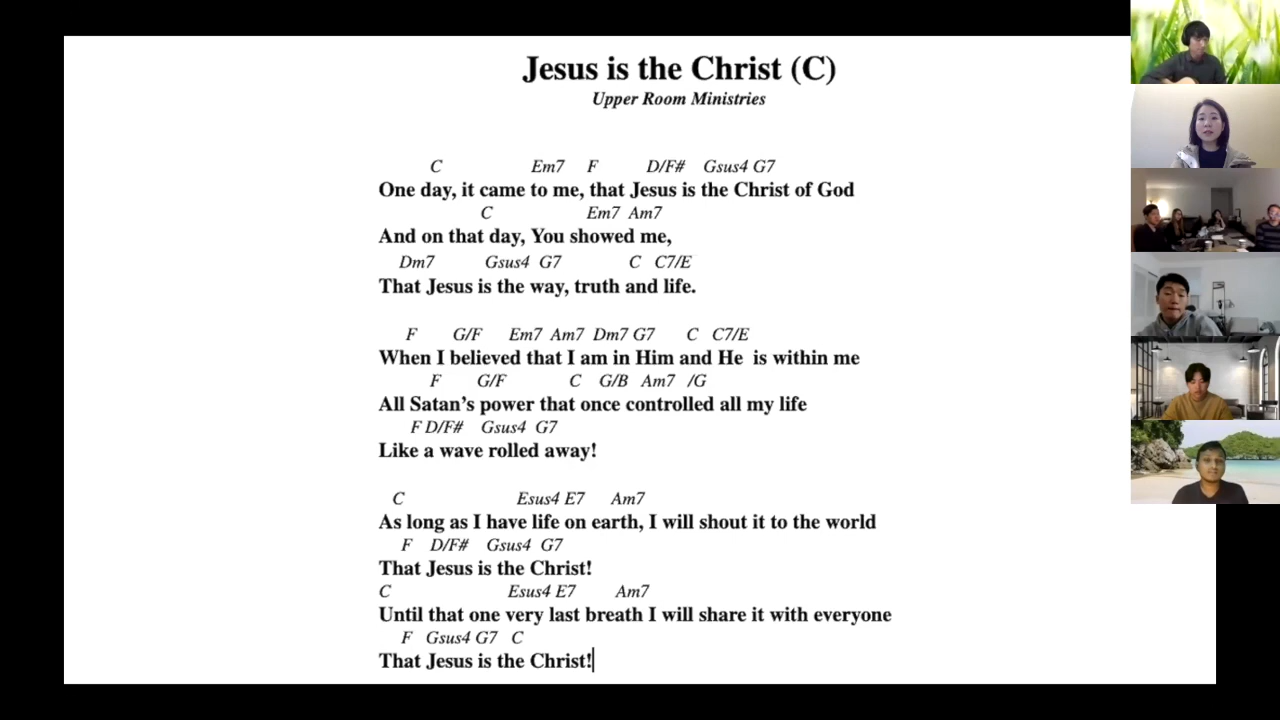 Jesus is the Christ (C)
Upper Room Ministries
C Em7 F D/F# Gsus4 G7
One day, it came to me, that Jesus is the Christ of God
C Em7 Am7
And on that day, You showed me,
Dm7 Gsus4 G7 C C7/E
That Jesus is the way, truth and life.
F G/F Em7 Am7 Dm7 G7 C C7/E
When I believed that I am in Him and He is within me
F G/F C G/B Am7 /G
All Satan's power that once controlled all my life
F D/F# Gsus4 G7
Like a wave rolled away!
C Esus4 E7 Am7
As long as I have life on earth, I will shout it to the world
F D/F# Gsus4 G7
That Jesus is the Christ!
C Esus4 E7 Am7
Until that one very last breath I will share it with everyone
F Gsus4 G7 C
That Jesus is the Christ!